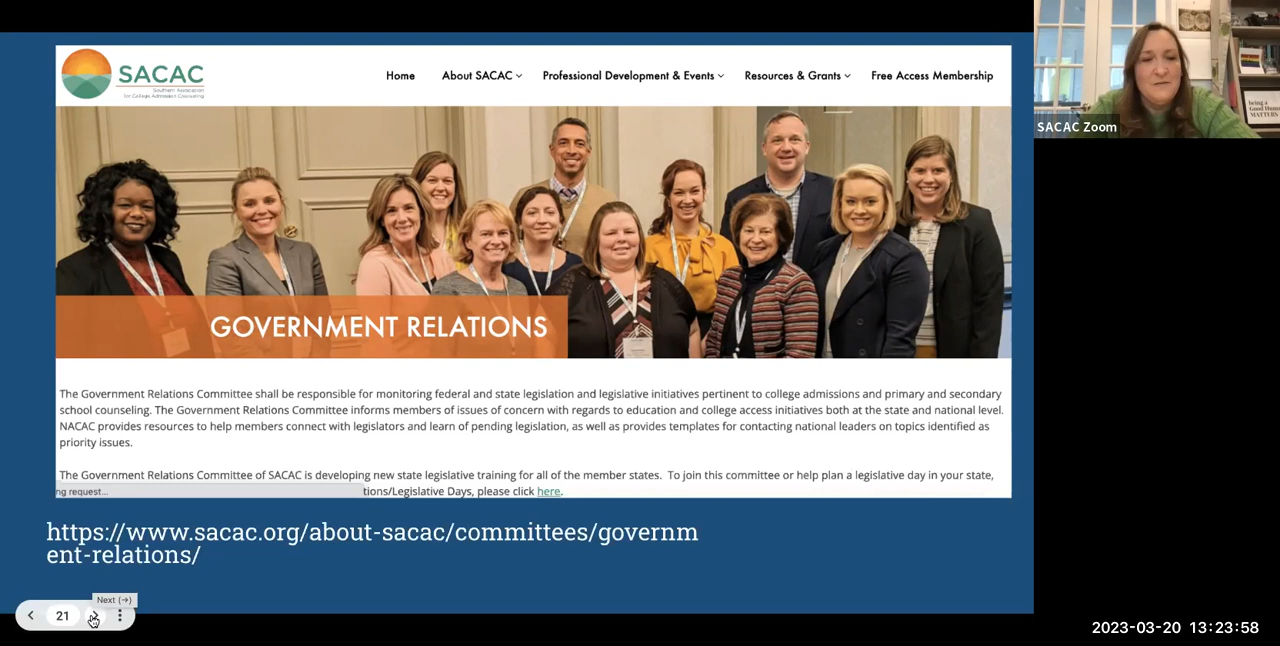 SACAC
Southern Association
for College Admission Counseling
Home About SACAC Professional Development & Events Resources & Grants Free Access Membership
GOVERNMENT RELATIONS
The Government Relations Committee shall be responsible for monitoring federal and state legislation and legislative initiatives pertinent to college admissions and primary and secondary
school counseling. The Government Relations Committee informs members of issues of concern with regards to education and college access initiatives both at the state and national level.
NACAC provides resources to help members connect with legislators and learn of pending legislation, as well as provides templates for contacting national leaders on topics identified as
priority issues.
The Government Relations Committee of SACAC is developing new state legislative training for all of the member states. To join this committee or help plan a legislative day in your state,
ng request... tions/Legislative Days, please click here.
https://www.sacac.org/about-sacac/committees/governm
ent-relations/
Next (→)
21
SACAC Zoom
being a
Good Human
MATTERS
2023-03-20 13:23:58